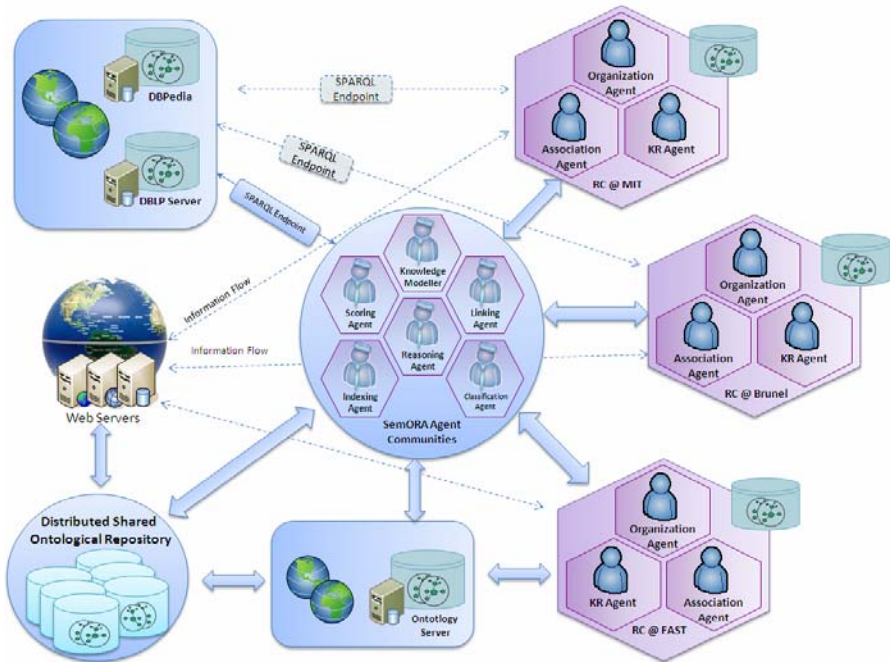 DBPedia
DBLP Server
SPARQL
Endpoint
SPARQL
Endpoint
SPARQL Endpoint
Organization
Agent
Association
Agent
KR Agent
RC @ MIT
Knowledge
Modeller
Scoring
Agent
Linking
Agent
Reasoning
Agent
Indexing
Agent
Classification
Agent
SemORA Agent
Communities
Organization
Agent
Association
Agent
KR Agent
RC @ Brunel
Information Flow
Information Flow
Web Servers
Distributed Shared
Ontological Repository
Ontotlogy
Server
Organization
Agent
KR Agent
Association
Agent
RC @ FAST